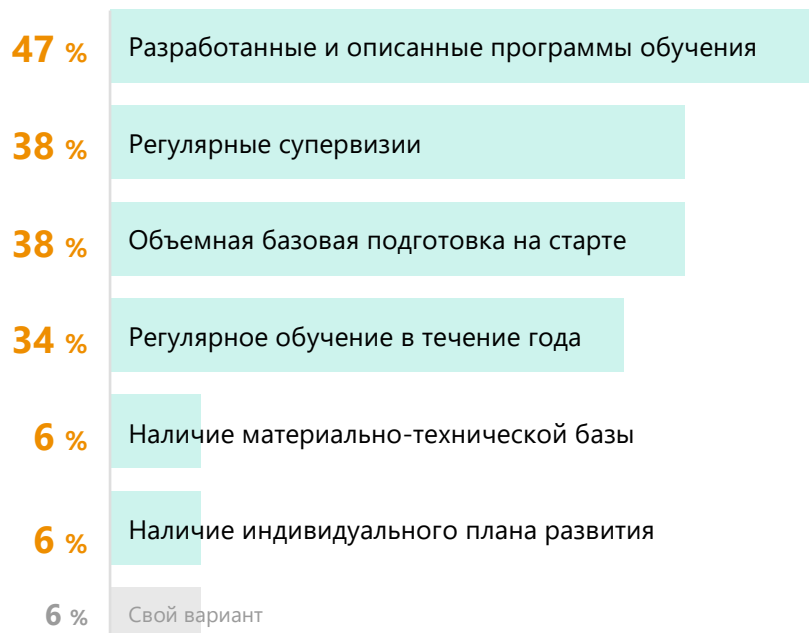 47 % Разработанные и описанные программы обучения
38 % Регулярные супервизии
38 % Объемная базовая подготовка на старте
34 % Регулярное обучение в течение года
6 % Наличие материально-технической базы
6 % Наличие индивидуального плана развития
6 % Свой вариант